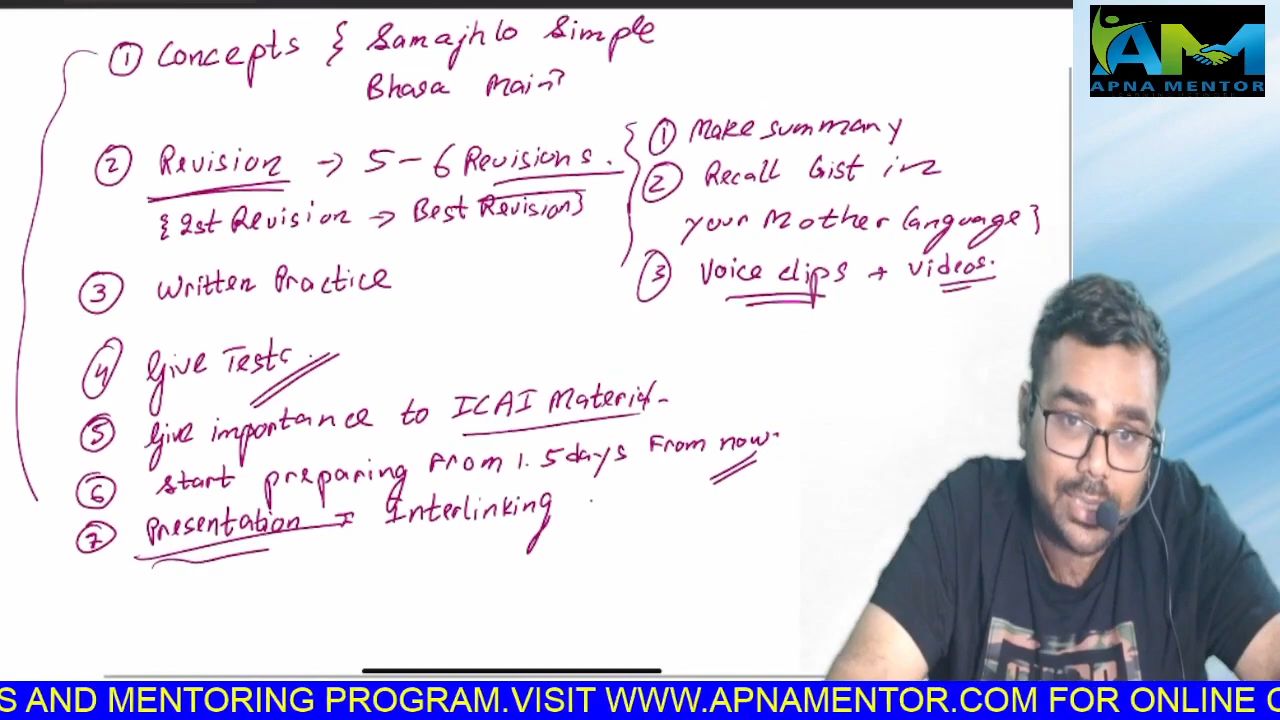 ① Concepts { Samajhlo Simple
Bhasa Main}
② Revision → 5 - 6 Revisions.
{1st Revision → Best Revision}
① Make summary
② Recall Gist in
your Mother Language}
③ Voice clips + videos.
③ Written Practice
④ Give Tests.
⑤ Give importance to ICAI Material.
⑥ Start preparing From 1.5days From now.
⑦ Presentation I Interlinking
AM
APNA MENTOR
S AND MENTORING PROGRAM.VISIT WWW.APNAMENTOR.COM FOR ONLINE C